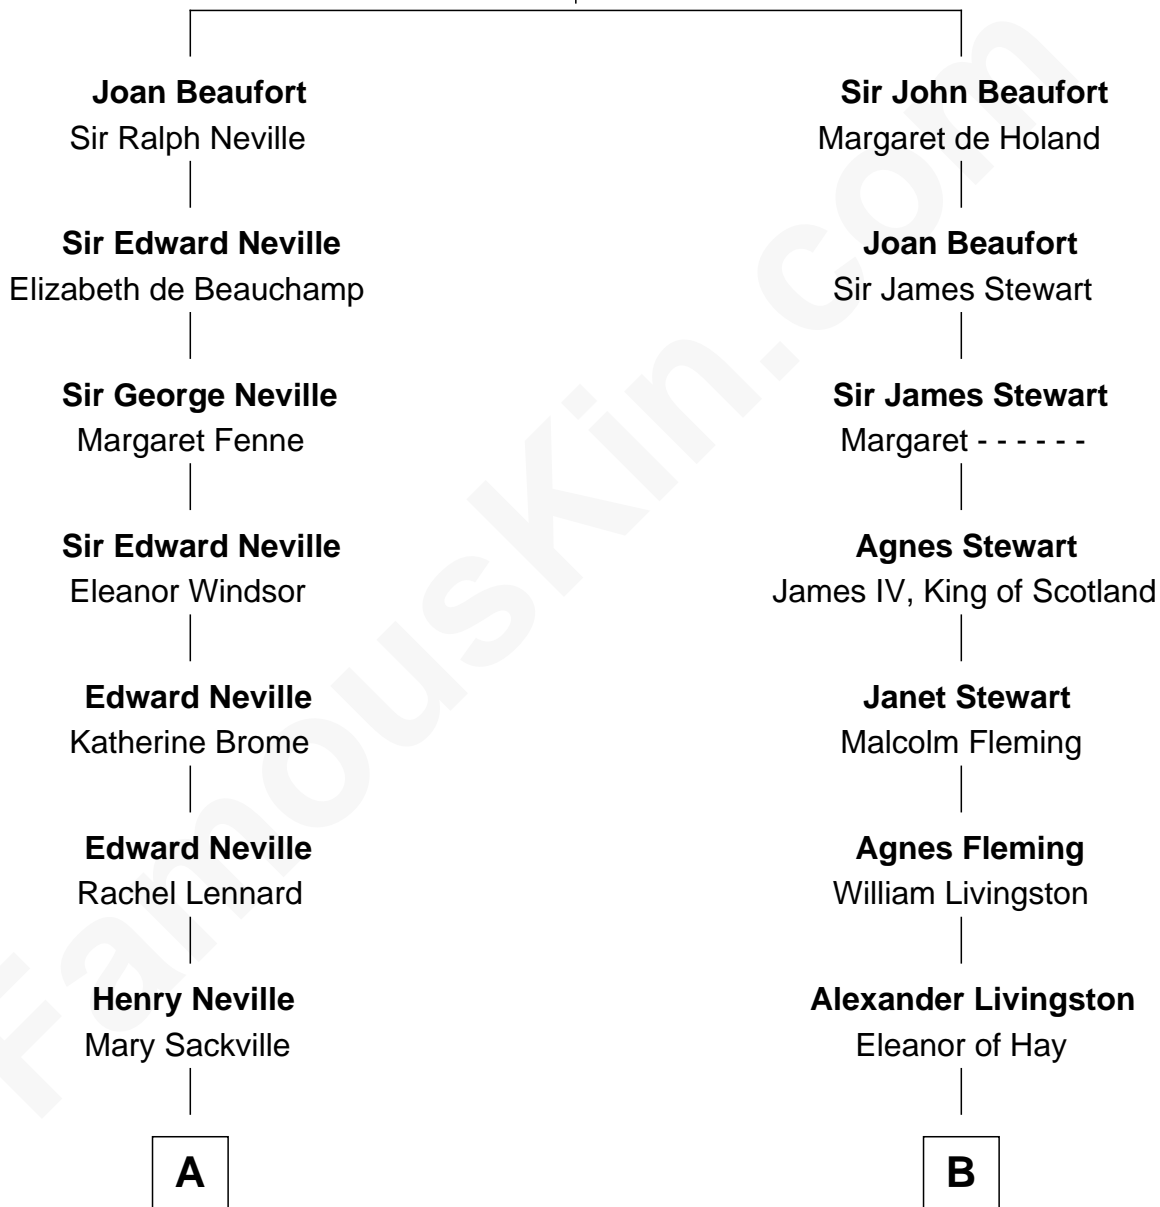 Joan Beaufort
Sir Ralph Neville
Sir Edward Neville
Elizabeth de Beauchamp
Sir George Neville
Margaret Fenne
Sir Edward Neville
Eleanor Windsor
Edward Neville
Katherine Brome
Edward Neville
Rachel Lennard
Henry Neville
Mary Sackville
A
Sir John Beaufort
Margaret de Holand
Joan Beaufort
Sir James Stewart
Sir James Stewart
Margaret - - - - - -
Agnes Stewart
James IV, King of Scotland
Janet Stewart
Malcolm Fleming
Agnes Fleming
William Livingston
Alexander Livingston
Eleanor of Hay
B
FamousKin.com